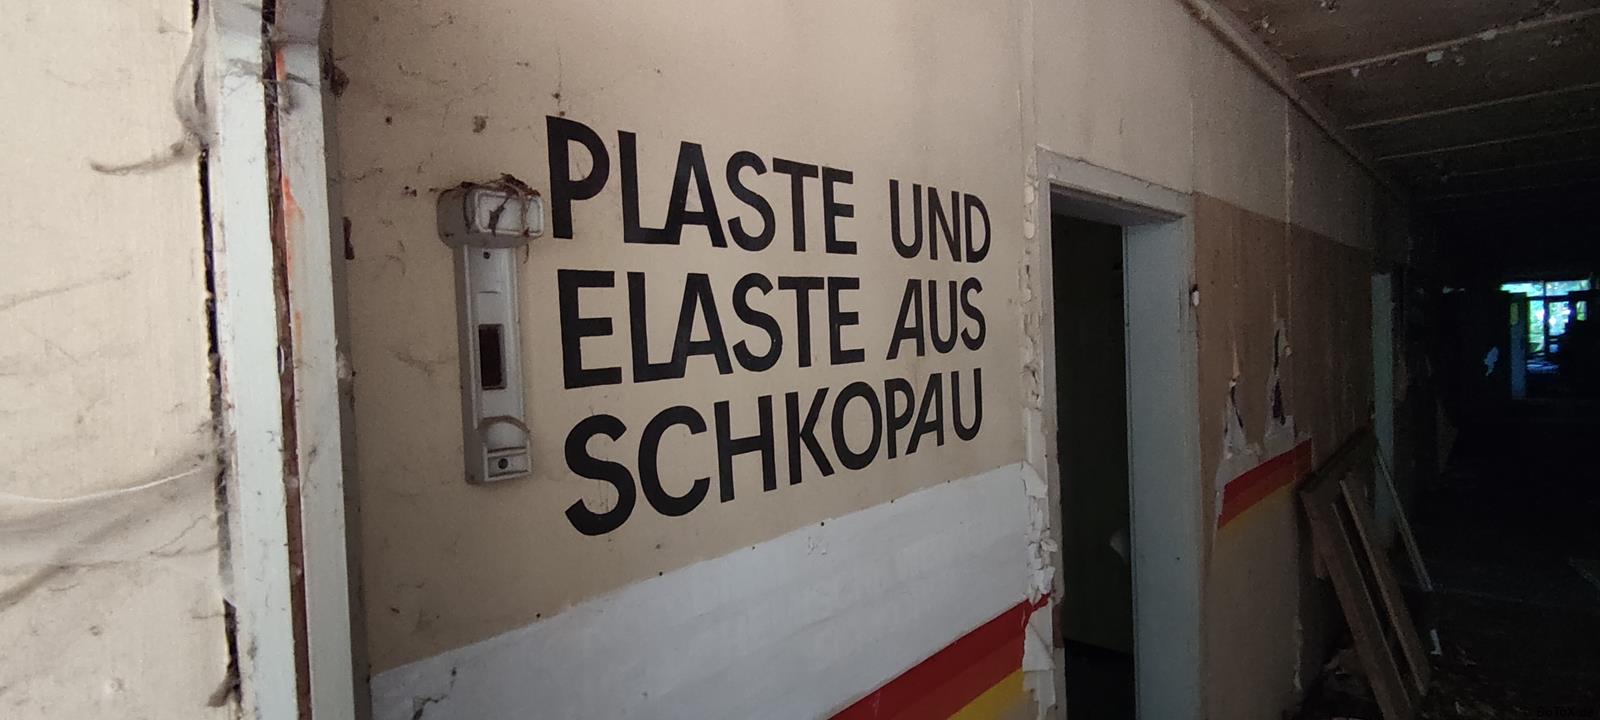 PLASTE UND
ELASTE AUS
SCHKOPAU